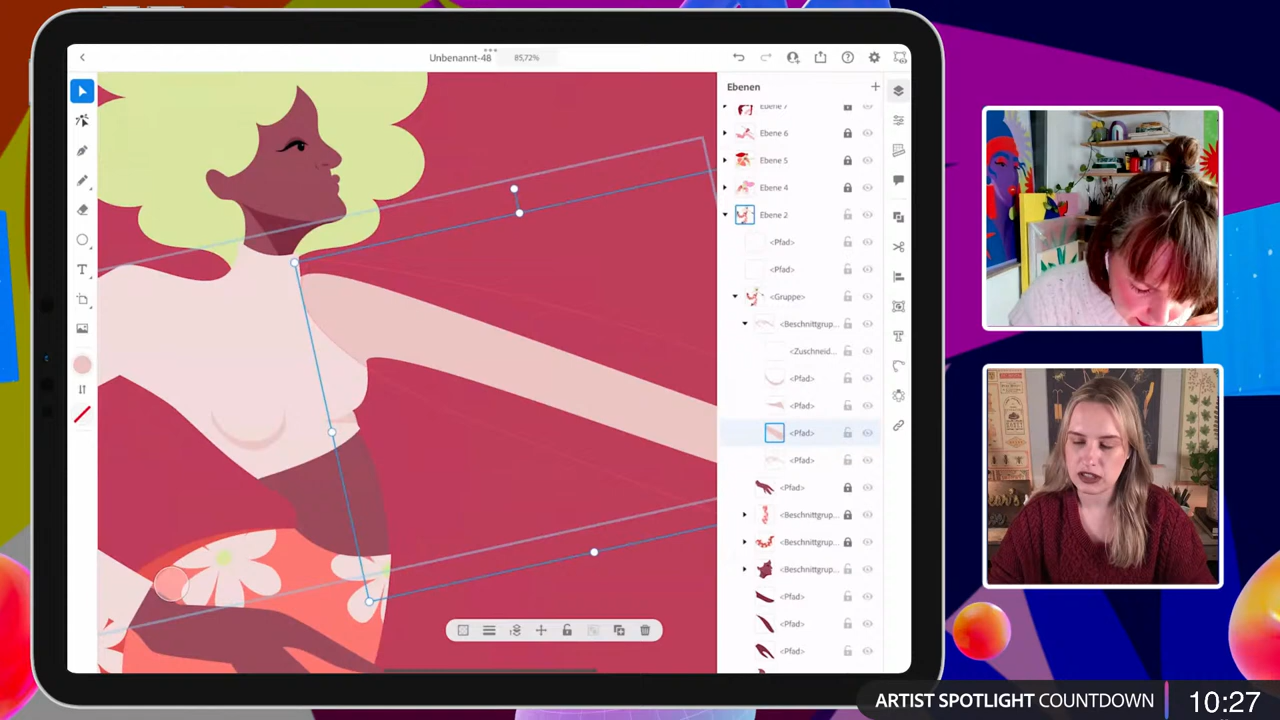 Unbenannt-48
85,72%
Ebenen
Ebene 7
Ebene 6
Ebene 5
Ebene 4
Ebene 2
<Pfad>
<Pfad>
<Gruppe>
<Beschnittgrup...
<Zuschneid...
<Pfad>
<Pfad>
<Pfad>
<Pfad>
<Pfad>
<Beschnittgrup...
<Beschnittgrup...
<Beschnittgrup...
<Pfad>
<Pfad>
<Pfad>
ARTIST SPOTLIGHT COUNTDOWN
10:27